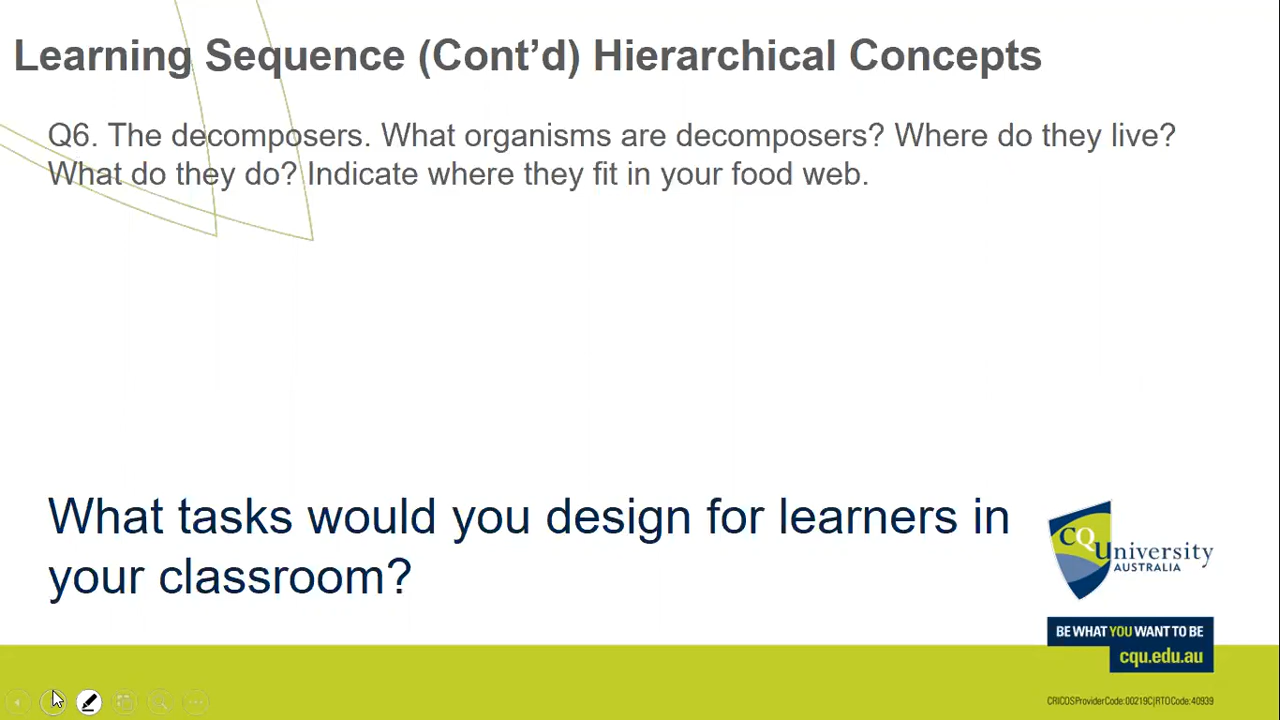 Learning Sequence (Cont’d) Hierarchical Concepts
Q6. The decomposers. What organisms are decomposers? Where do they live?
What do they do? Indicate where they fit in your food web.
What tasks would you design for learners in
your classroom?
CQUniversity
AUSTRALIA
BE WHAT YOU WANT TO BE
cqu.edu.au
CRICOS Provider Code: 00219C | RTO Code: 40939